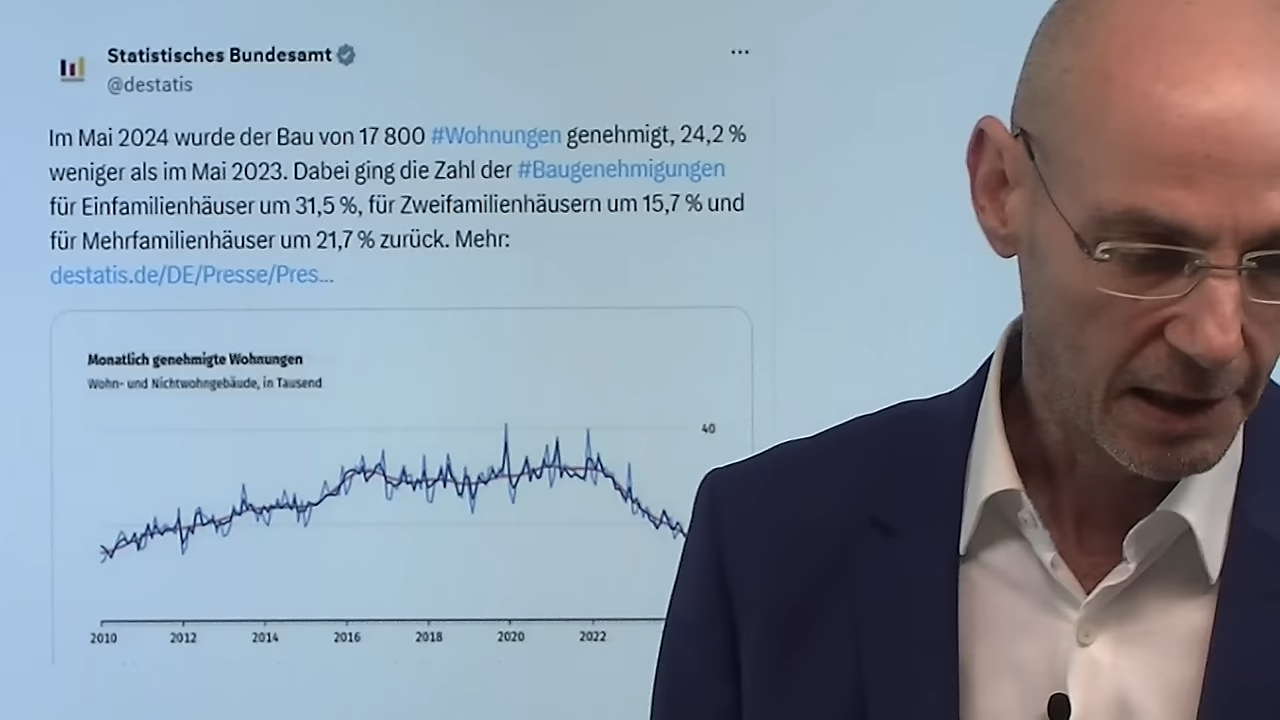 Statistisches Bundesamt
@destatis
Im Mai 2024 wurde der Bau von 17 800 #Wohnungen genehmigt, 24,2 %
weniger als im Mai 2023. Dabei ging die Zahl der #Baugenehmigungen
für Einfamilienhäuser um 31,5 %, für Zweifamilienhäusern um 15,7 % und
für Mehrfamilienhäuser um 21,7 % zurück. Mehr:
destatis.de/DE/Presse/Pres...
Monatlich genehmigte Wohnungen
Wohn- und Nichtwohngebäude, in Tausend
40
2010 2012 2014 2016 2018 2020 2022